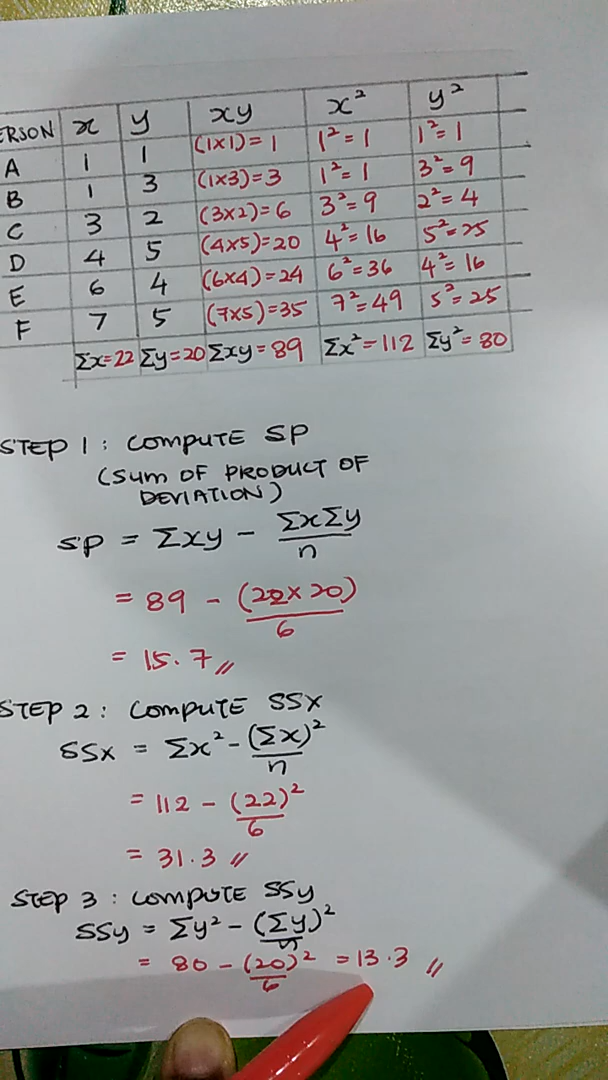 ERSON x y xy x² y²
A 1 1 (1x1)=1 1²=1 1²=1
B 1 3 (1x3)=3 1²=1 3²=9
C 3 2 (3x2)=6 3²=9 2²=4
D 4 5 (4x5)=20 4²=16 5²=25
E 6 4 (6x4)=24 6²=36 4²=16
F 7 5 (7x5)=35 7²=49 5²=25
Σx=22 Σy=20 Σxy=89 Σx²=112 Σy²=80
STEP 1: COMPUTE SP
(SUM OF PRODUCT OF
DEVIATION)
SP = Σxy - ΣxΣy/n
= 89 - (22x20)/6
= 15.7//
STEP 2: COMPUTE SSX
SSX = Σx² - (Σx)²/n
= 112 - (22)²/6
= 31.3//
STEP 3: COMPUTE SSy
SSy = Σy² - (Σy)²/n
= 80 - (20)²/6 = 13.3 //